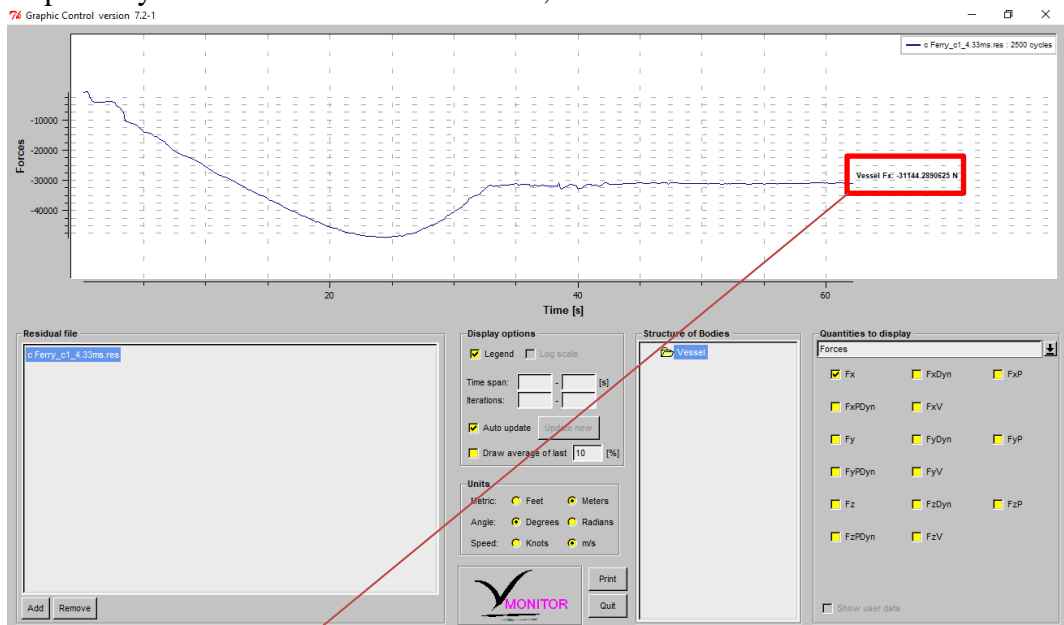 Graphic Control version 7.2-1
c Ferry_c1_4.33ms.res : 2500 cycles
Forces
-10000
-20000
-30000
-40000
Vessel Fx: -31144.2890625 N
20
40
60
Time [s]
Residual file
c Ferry_c1_4.33ms.res
Add
Remove
Display options
Legend
Log scale
Time span:
-
[s]
Iterations:
-
Auto update
Update now
Draw average of last
10
[%]
Units
Metric:
Feet
Meters
Angle:
Degrees
Radians
Speed:
Knots
m/s
MONITOR
Print
Quit
Structure of Bodies
Vessel
Quantities to display
Forces
Fx
FxDyn
FxP
FxPDyn
FxV
Fy
FyDyn
FyP
FyPDyn
FyV
Fz
FzDyn
FzP
FzPDyn
FzV
Show user data